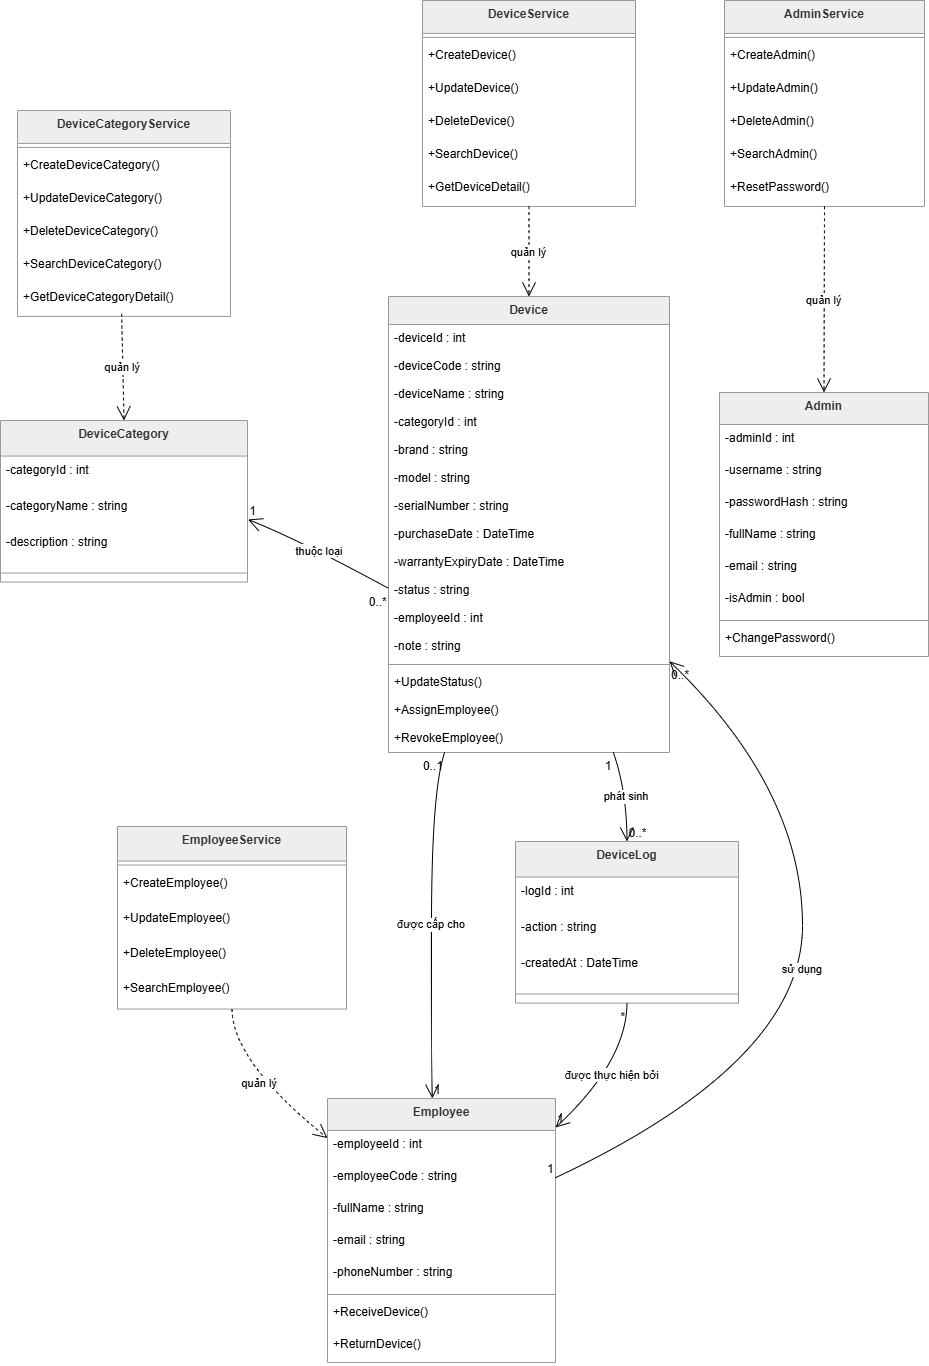 DeviceService
+CreateDevice()
+UpdateDevice()
+DeleteDevice()
+SearchDevice()
+GetDeviceDetail()
AdminService
+CreateAdmin()
+UpdateAdmin()
+DeleteAdmin()
+SearchAdmin()
+ResetPassword()
DeviceCategoryService
+CreateDeviceCategory()
+UpdateDeviceCategory()
+DeleteDeviceCategory()
+SearchDeviceCategory()
+GetDeviceCategoryDetail()
quản lý
quản lý
quản lý
Device
-deviceId : int
-deviceCode : string
-deviceName : string
-categoryId : int
-brand : string
-model : string
-serialNumber : string
-purchaseDate : DateTime
-warrantyExpiryDate : DateTime
-status : string
-employeeId : int
-note : string
+UpdateStatus()
+AssignEmployee()
+RevokeEmployee()
Admin
-adminId : int
-username : string
-passwordHash : string
-fullName : string
-email : string
-isAdmin : bool
+ChangePassword()
DeviceCategory
-categoryId : int
-categoryName : string
-description : string
1
thuộc loại
0..*
0..*
0..1
1
phát sinh
0..*
DeviceLog
-logId : int
-action : string
-createdAt : DateTime
EmployeeService
+CreateEmployee()
+UpdateEmployee()
+DeleteEmployee()
+SearchEmployee()
được cấp cho
sử dụng
*
được thực hiện bởi
quản lý
1
1
1
Employee
-employeeId : int
-employeeCode : string
-fullName : string
-email : string
-phoneNumber : string
+ReceiveDevice()
+ReturnDevice()